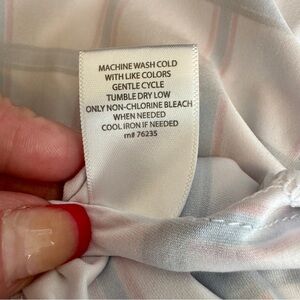 MACHINE WASH COLD
WITH LIKE COLORS
GENTLE CYCLE
TUMBLE DRY LOW
ONLY NON-CHLORINE BLEACH
WHEN NEEDED
COOL IRON IF NEEDED
rn# 76235